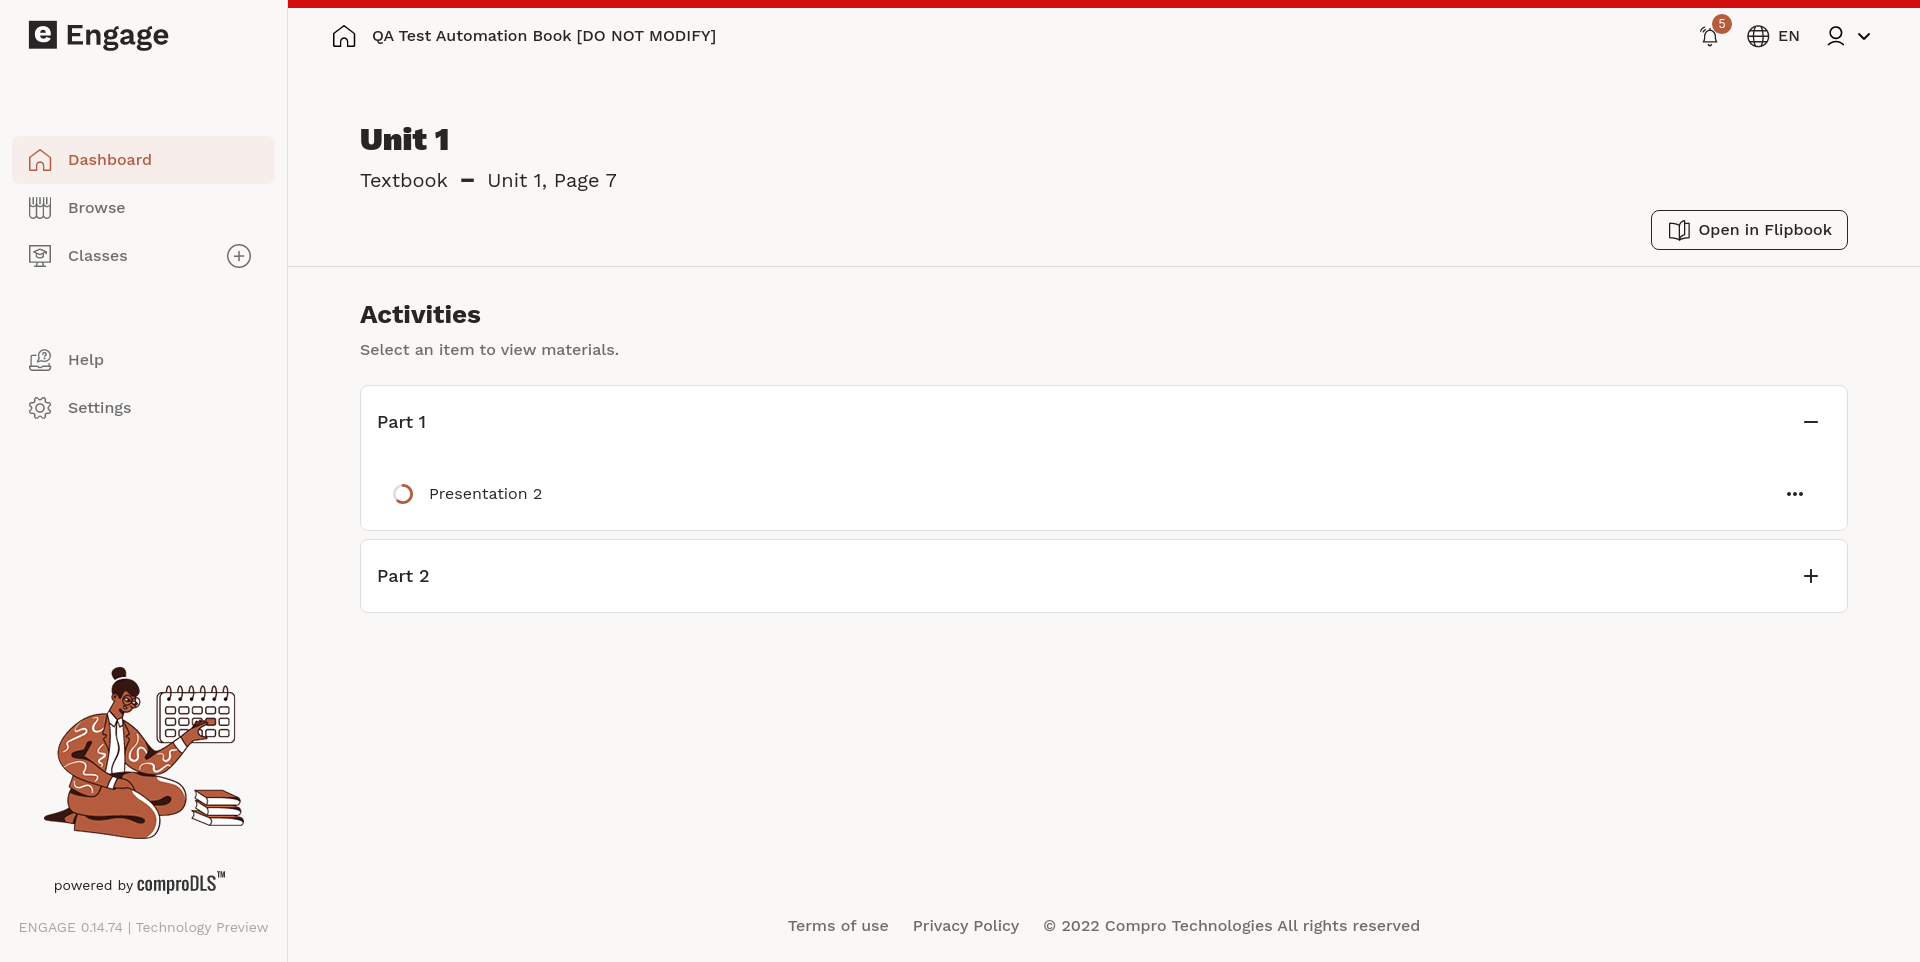 e Engage
QA Test Automation Book [DO NOT MODIFY]
5
EN
Dashboard
Browse
Classes
Help
Settings
powered by comproDLS™
ENGAGE 0.14.74 | Technology Preview
Unit 1
Textbook – Unit 1, Page 7
Open in Flipbook
Activities
Select an item to view materials.
Part 1
Presentation 2
Part 2
Terms of use Privacy Policy © 2022 Compro Technologies All rights reserved